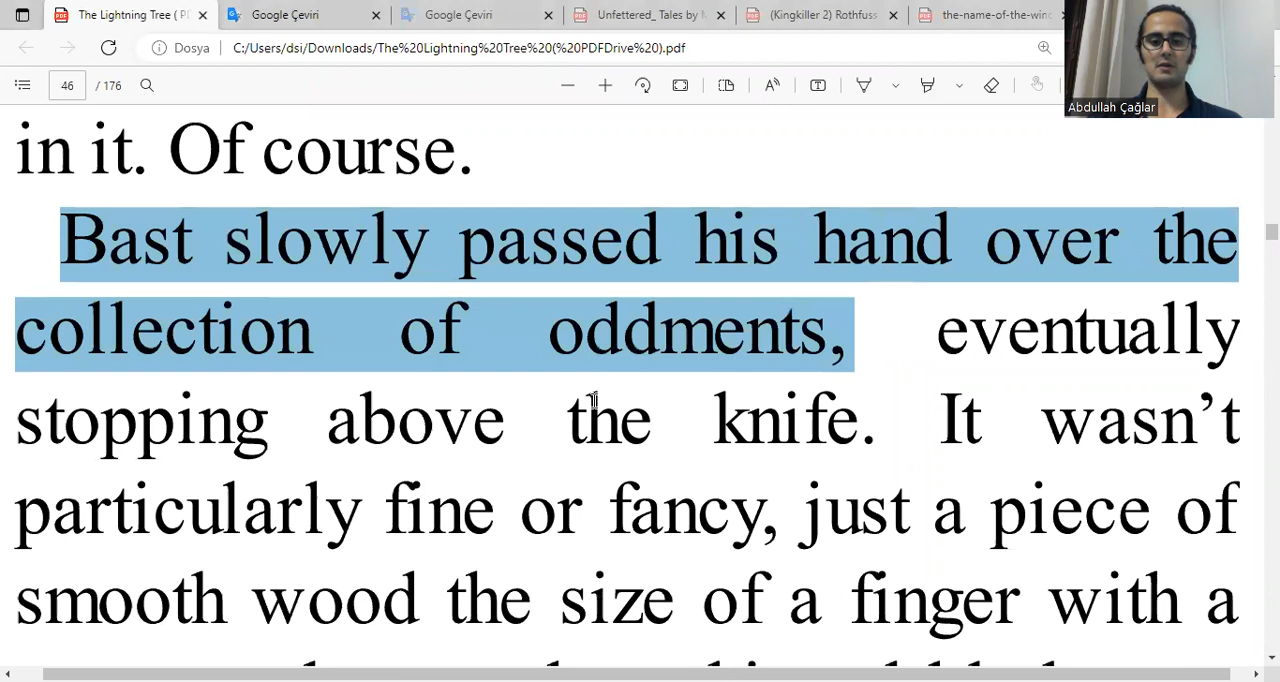 The Lightning Tree ( P
Google Çeviri
Google Çeviri
Unfettered_ Tales by
(Kingkiller 2) Rothfuss
the-name-of-the-win
Dosya
C:/Users/dsi/Downloads/The%20Lightning%20Tree%20(%20PDFDrive%20).pdf
46 / 176
Abdullah Çağlar
in it. Of course.
Bast slowly passed his hand over the
collection of oddments, eventually
stopping above the knife. It wasn’t
particularly fine or fancy, just a piece of
smooth wood the size of a finger with a